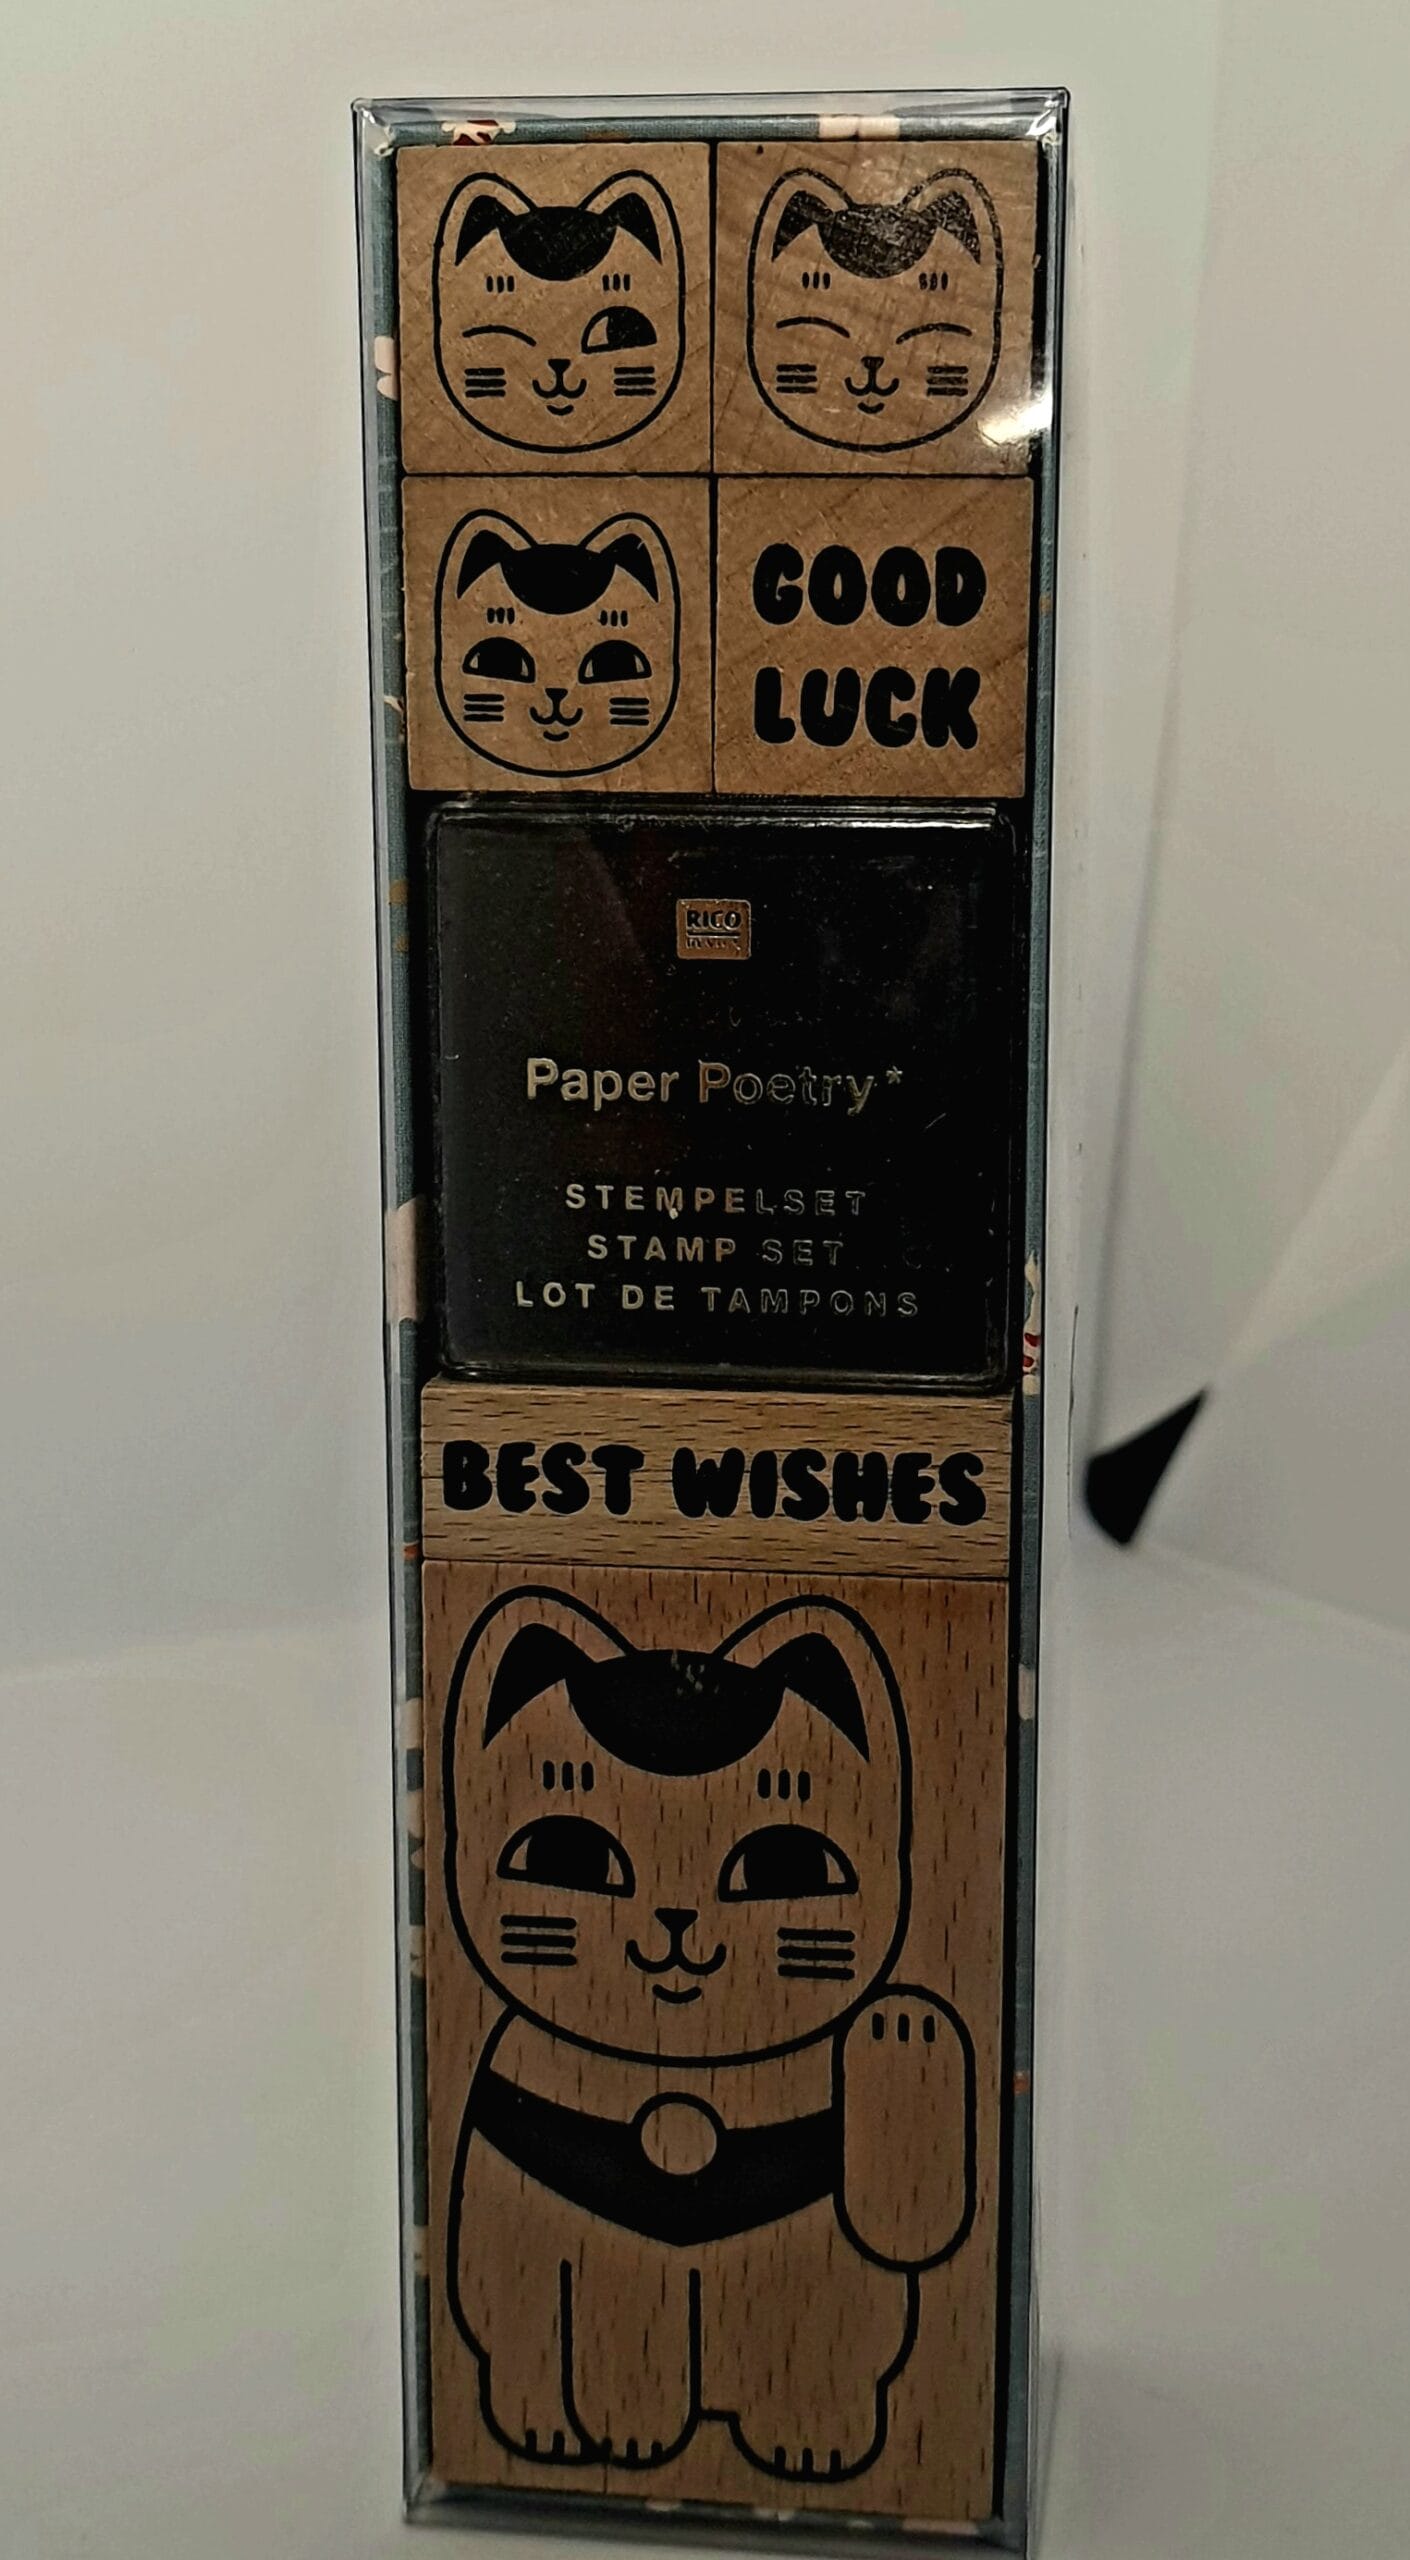 GOOD
LUCK
RICO
Paper Poetry*
STEMPELSET
STAMP SET
LOT DE TAMPONS
BEST WISHES